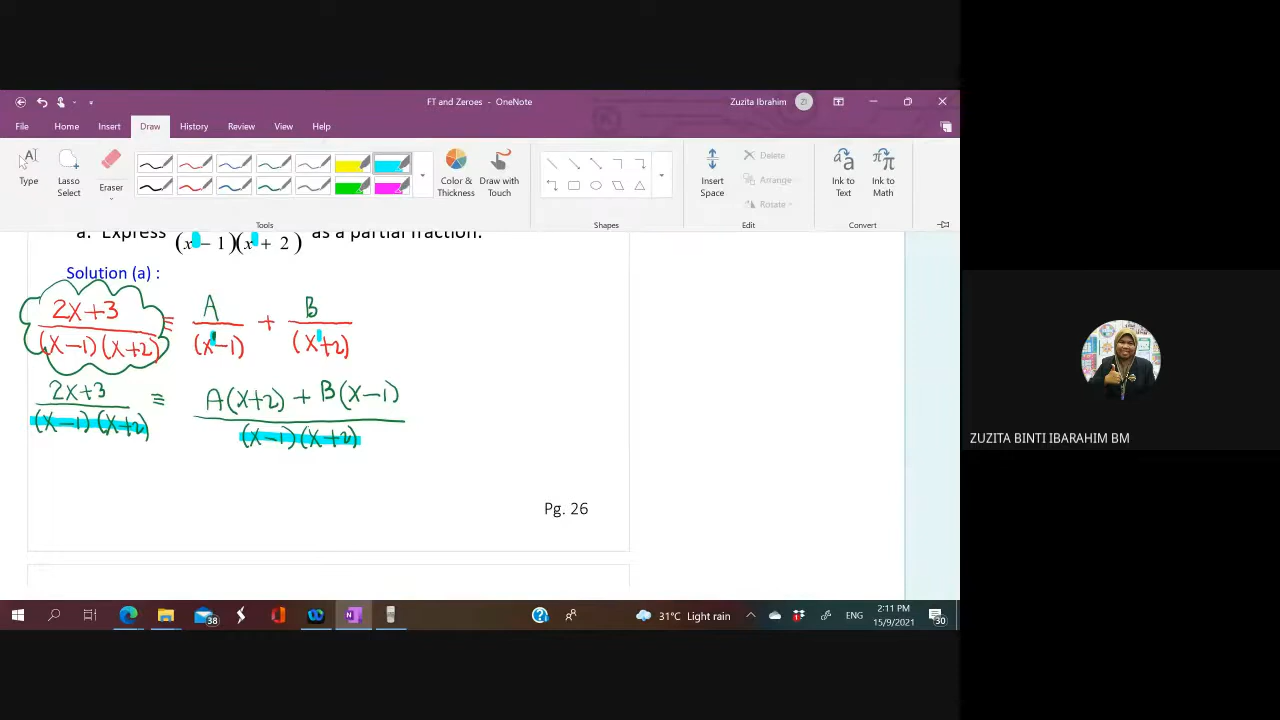 FT and Zeroes - OneNote
Zuzita Ibrahim ZI
File Home Insert Draw History Review View Help
Type
Lasso Select
Eraser
Color & Thickness
Draw with Touch
Insert Space
Delete
Arrange
Rotate
Ink to Text
Ink to Math
Tools
Shapes
Edit
Convert
a. Express (x - 1)(x + 2) as a partial fraction.
Solution (a) :
2x+3 / (x-1)(x+2) ≡ A / (x-1) + B / (x+2)
2x+3 / (x-1)(x+2) ≡ A(x+2) + B(x-1) / (x-1)(x+2)
Pg. 26
ZUZITA BINTI IBARAHIM BM
38
31°C Light rain
ENG
2:11 PM
15/9/2021
30